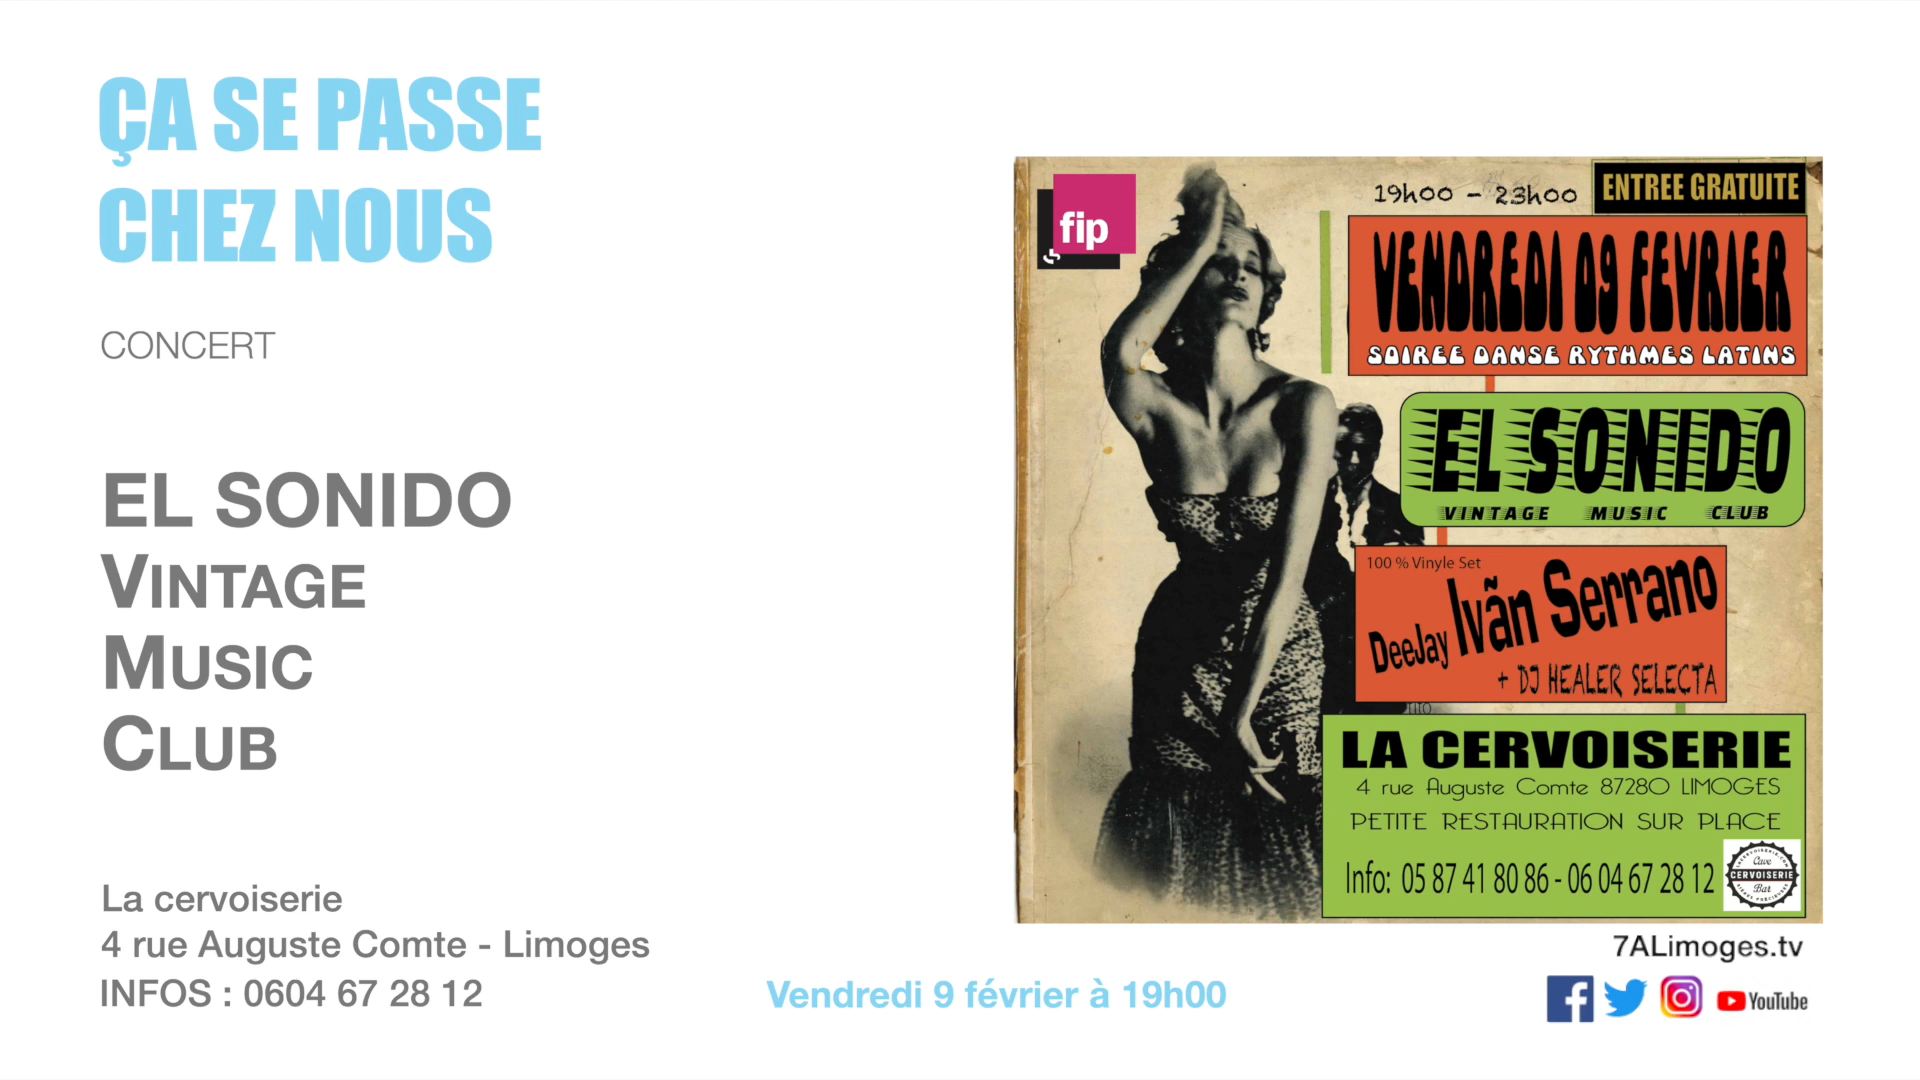 ÇA SE PASSE
CHEZ NOUS
CONCERT
EL SONIDO
VINTAGE
MUSIC
CLUB
La cervoiserie
4 rue Auguste Comte - Limoges
INFOS : 0604 67 28 12
Vendredi 9 février à 19h00
fip
19h00 - 23h00
ENTREE GRATUITE
VENDREDI 09 FEVRIER
SOIREE DANSE RYTHMES LATINS
EL SONIDO
VINTAGE MUSIC CLUB
100 % Vinyle Set
DeeJay Ivãn Serrano
+ DJ HEALER SELECTA
LA CERVOISERIE
4 rue Auguste Comte 87280 LIMOGES
PETITE RESTAURATION SUR PLACE
Info: 05 87 41 80 86 - 06 04 67 28 12
Cave
CERVOISERIE
Bar
7ALimoges.tv
YouTube